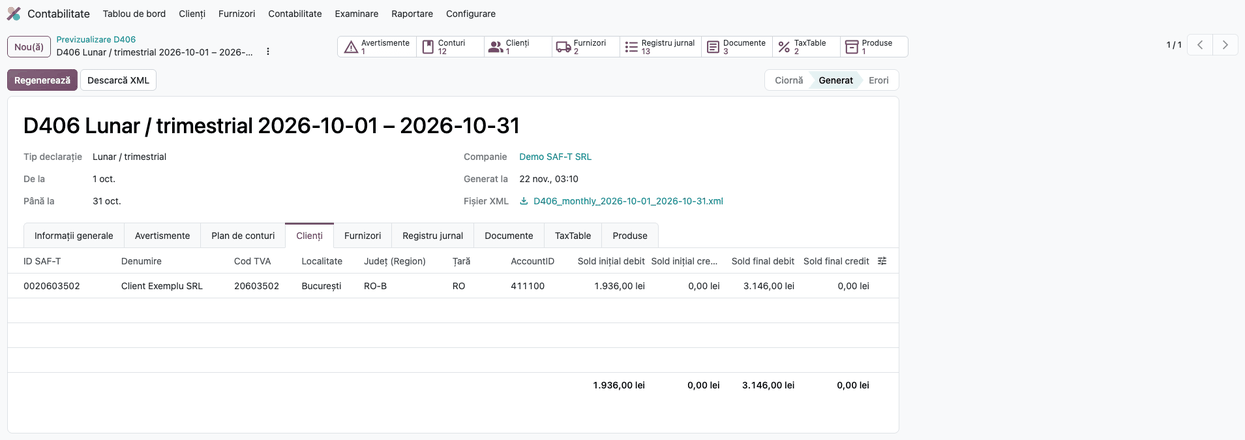 Contabilitate Tablou de bord Clienți Furnizori Contabilitate Examinare Raportare Configurare
Nou(ă)
Previzualizare D406
D406 Lunar / trimestrial 2026-10-01 – 2026-...
Avertismente 1
Conturi 12
Clienți 1
Furnizori 2
Registru jurnal 13
Documente 3
TaxTable 2
Produse 1
1 / 1
Regenerează Descarcă XML
Ciornă Generat Erori
D406 Lunar / trimestrial 2026-10-01 – 2026-10-31
Tip declarație Lunar / trimestrial Companie Demo SAF-T SRL
De la 1 oct. Generat la 22 nov., 03:10
Până la 31 oct. Fișier XML D406_monthly_2026-10-01_2026-10-31.xml
Informații generale Avertismente Plan de conturi Clienți Furnizori Registru jurnal Documente TaxTable Produse
ID SAF-T Denumire Cod TVA Localitate Județ (Region) Țară AccountID Sold inițial debit Sold inițial cre... Sold final debit Sold final credit
0020603502 Client Exemplu SRL 20603502 București RO-B RO 411100 1.936,00 lei 0,00 lei 3.146,00 lei 0,00 lei
1.936,00 lei 0,00 lei 3.146,00 lei 0,00 lei